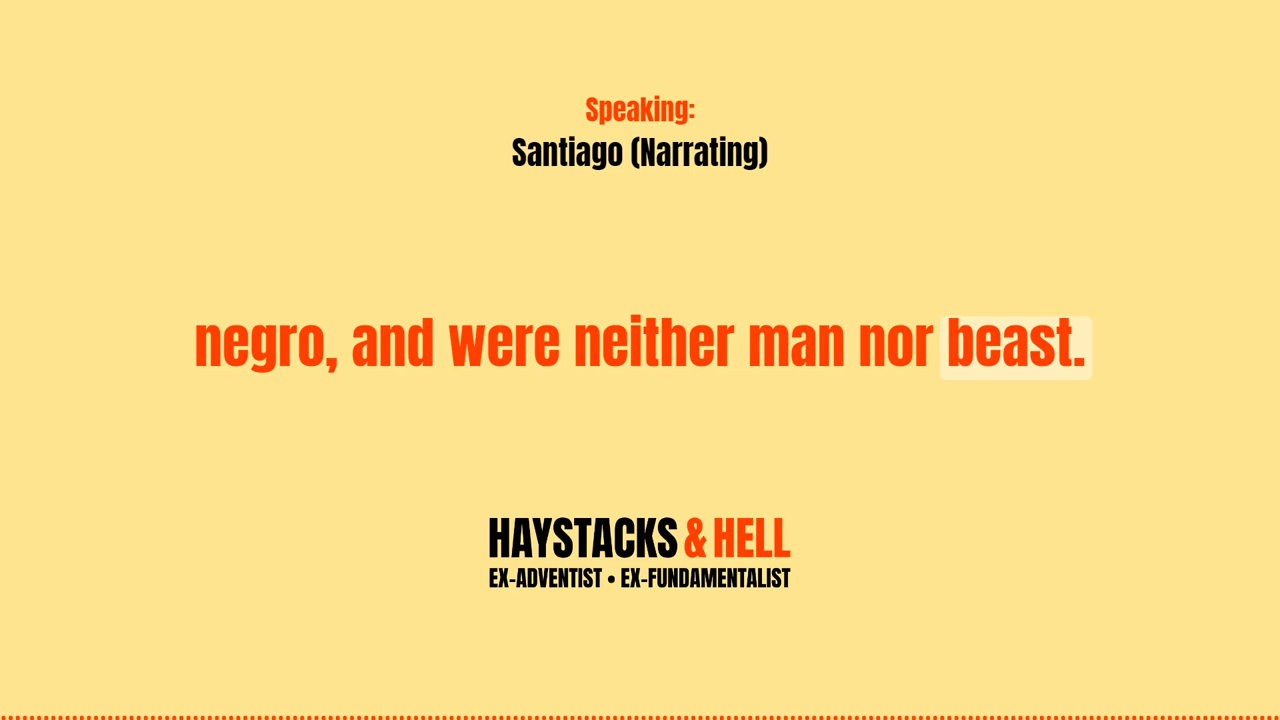 Speaking:
Santiago (Narrating)
negro, and were neither man nor beast.
HAYSTACKS & HELL
EX-ADVENTIST • EX-FUNDAMENTALIST